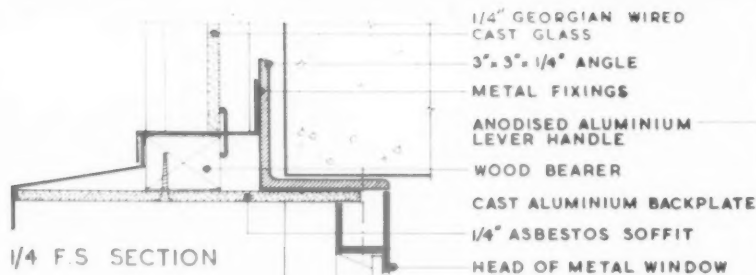 1/4" GEORGIAN WIRED
CAST GLASS
3"x 3"x 1/4" ANGLE
METAL FIXINGS
ANODISED ALUMINIUM
LEVER HANDLE
WOOD BEARER
CAST ALUMINIUM BACKPLATE
1/4" ASBESTOS SOFFIT
HEAD OF METAL WINDOW
1/4 F.S SECTION